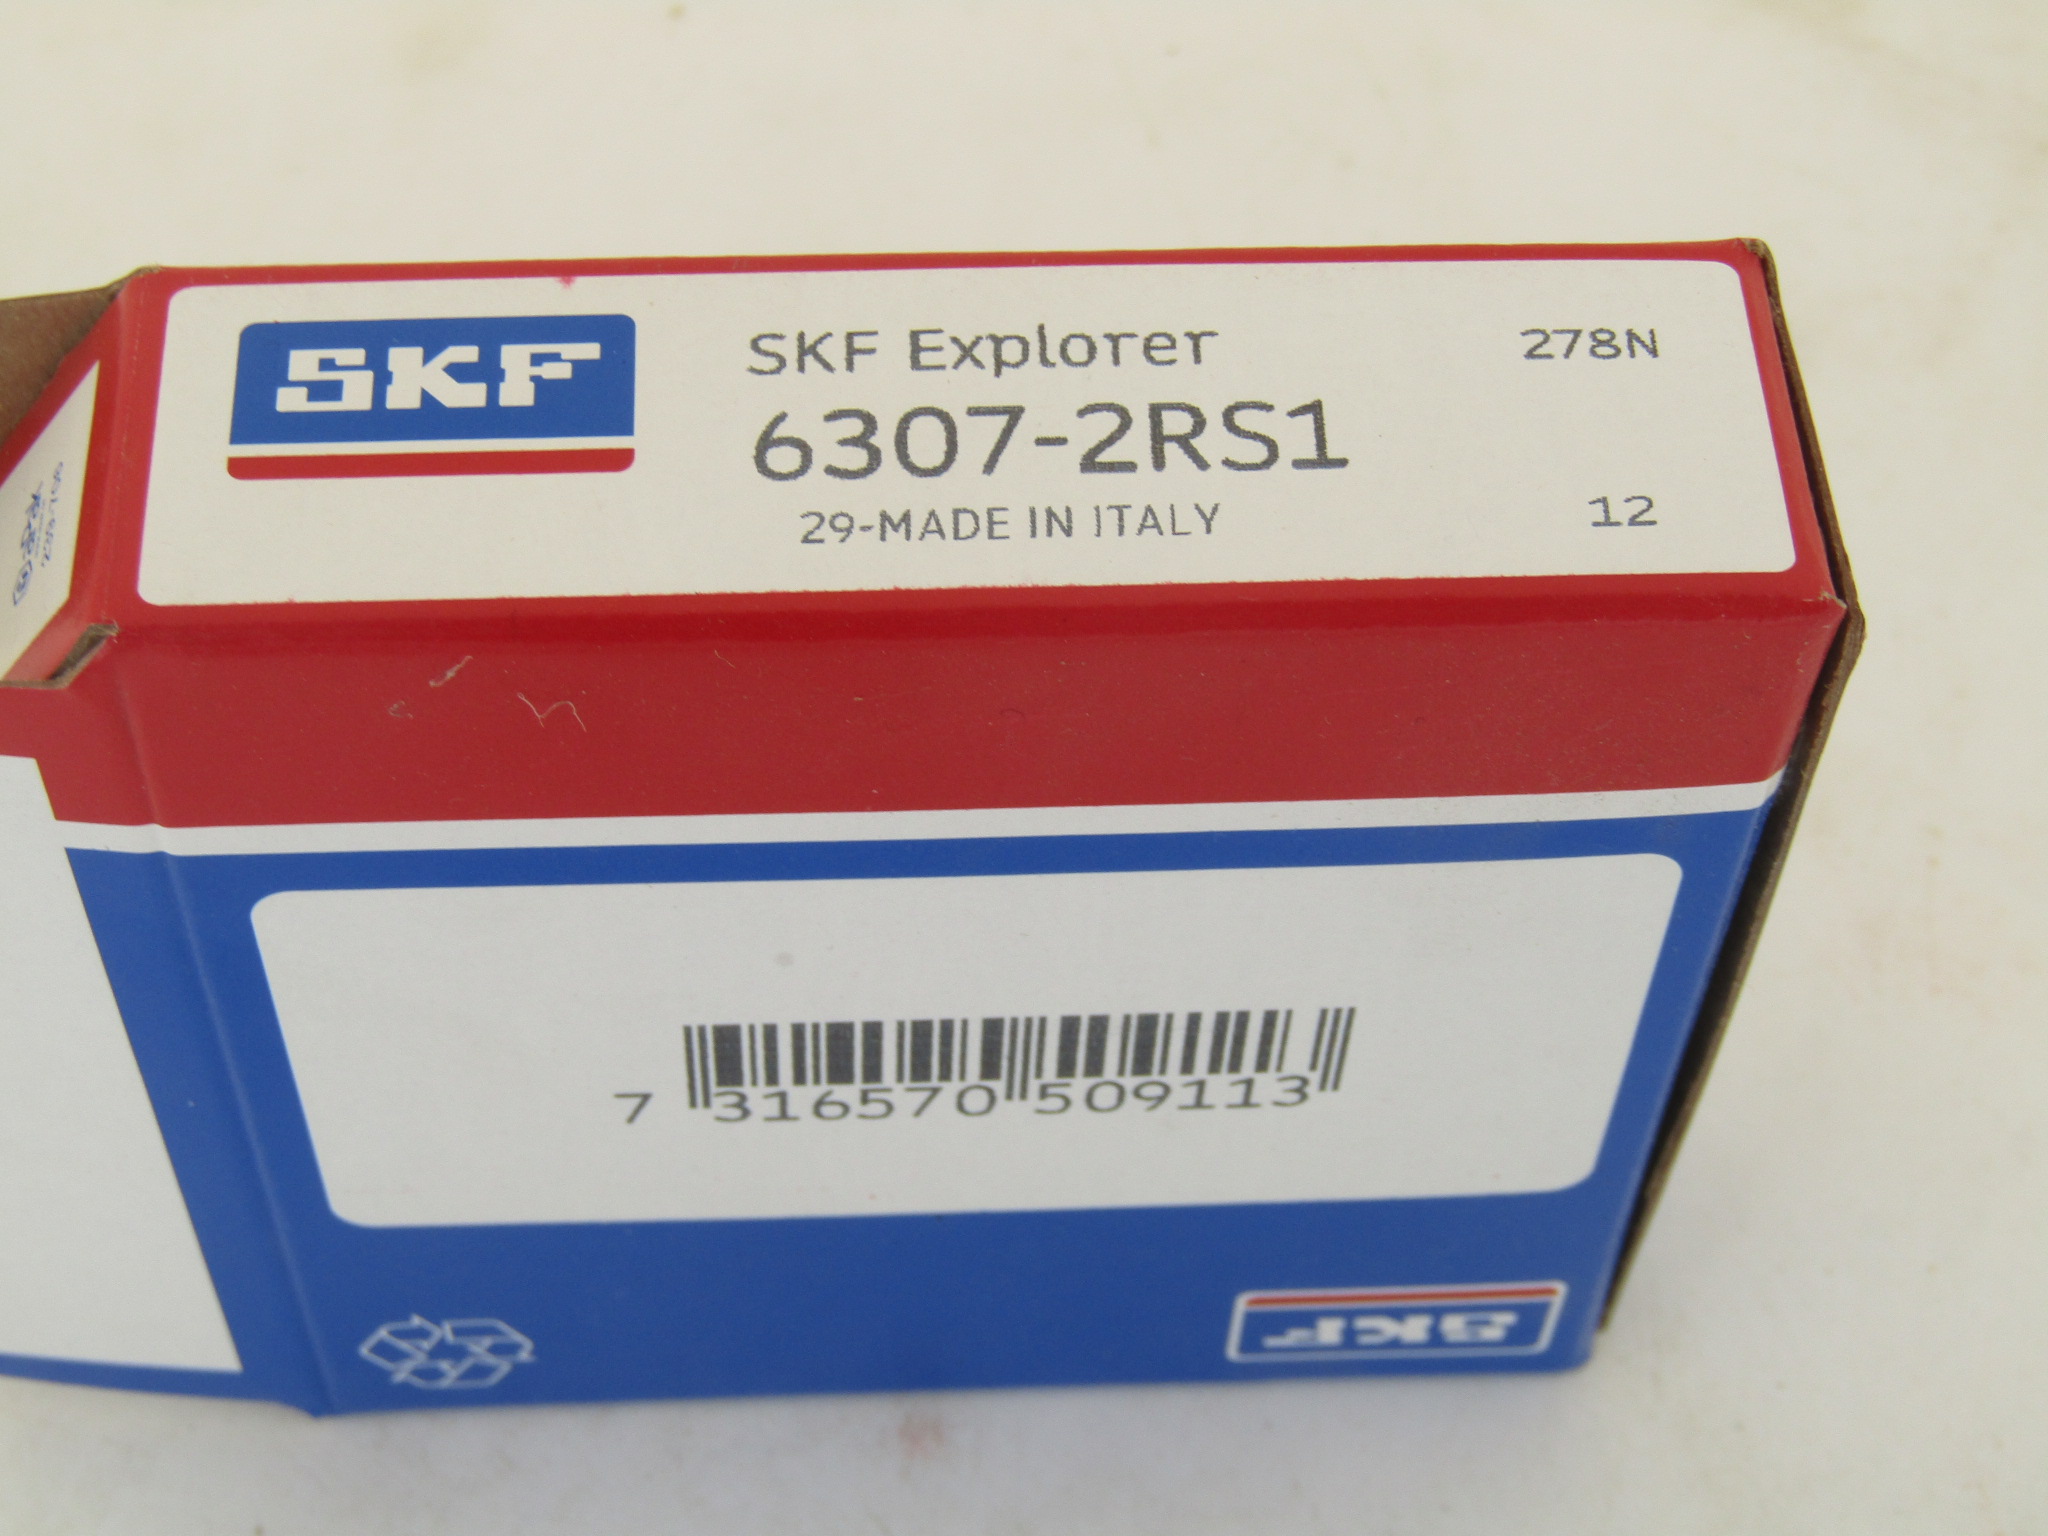 SKF
SKF Explorer
278N
6307-2RS1
29-MADE IN ITALY
12
7 316570 509113
SKF